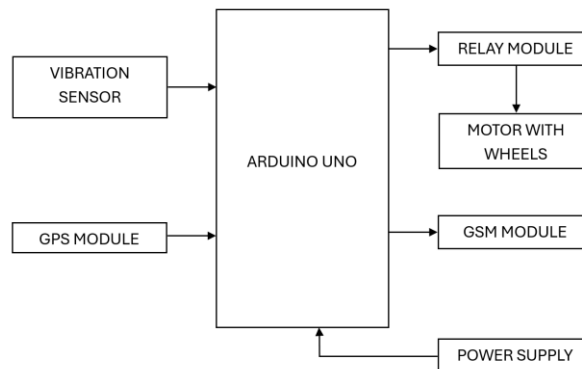 VIBRATION
SENSOR
GPS MODULE
ARDUINO UNO
RELAY MODULE
MOTOR WITH
WHEELS
GSM MODULE
POWER SUPPLY